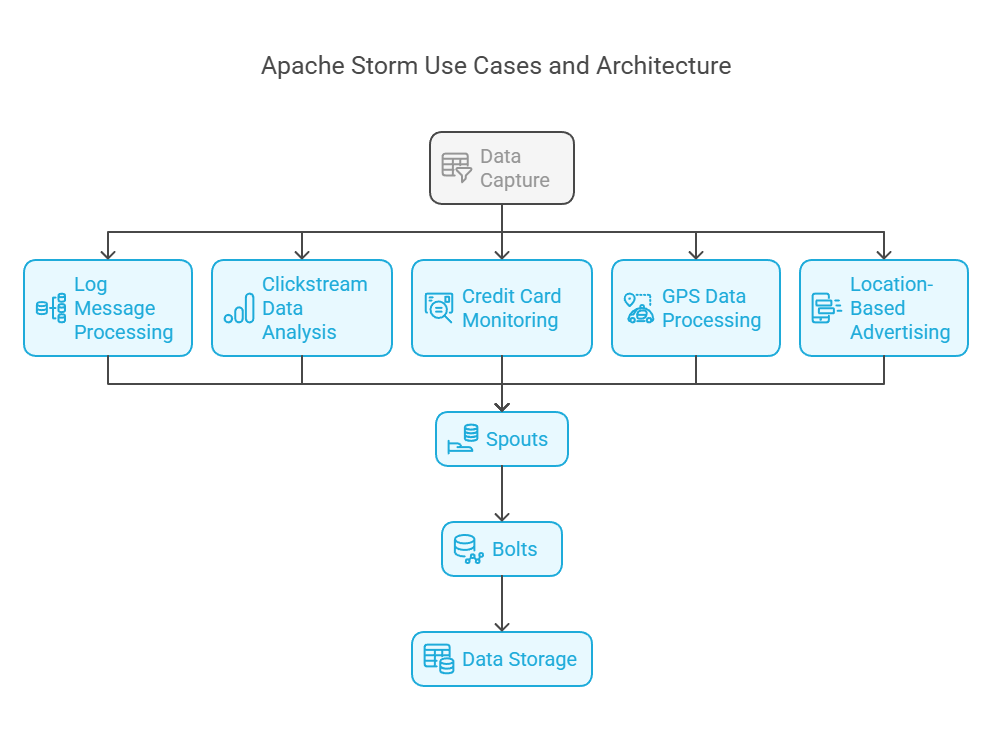 Apache Storm Use Cases and Architecture
Data
Capture
Log
Message
Processing
Clickstream
Data
Analysis
Credit Card
Monitoring
GPS Data
Processing
Location-
Based
Advertising
Spouts
Bolts
Data Storage